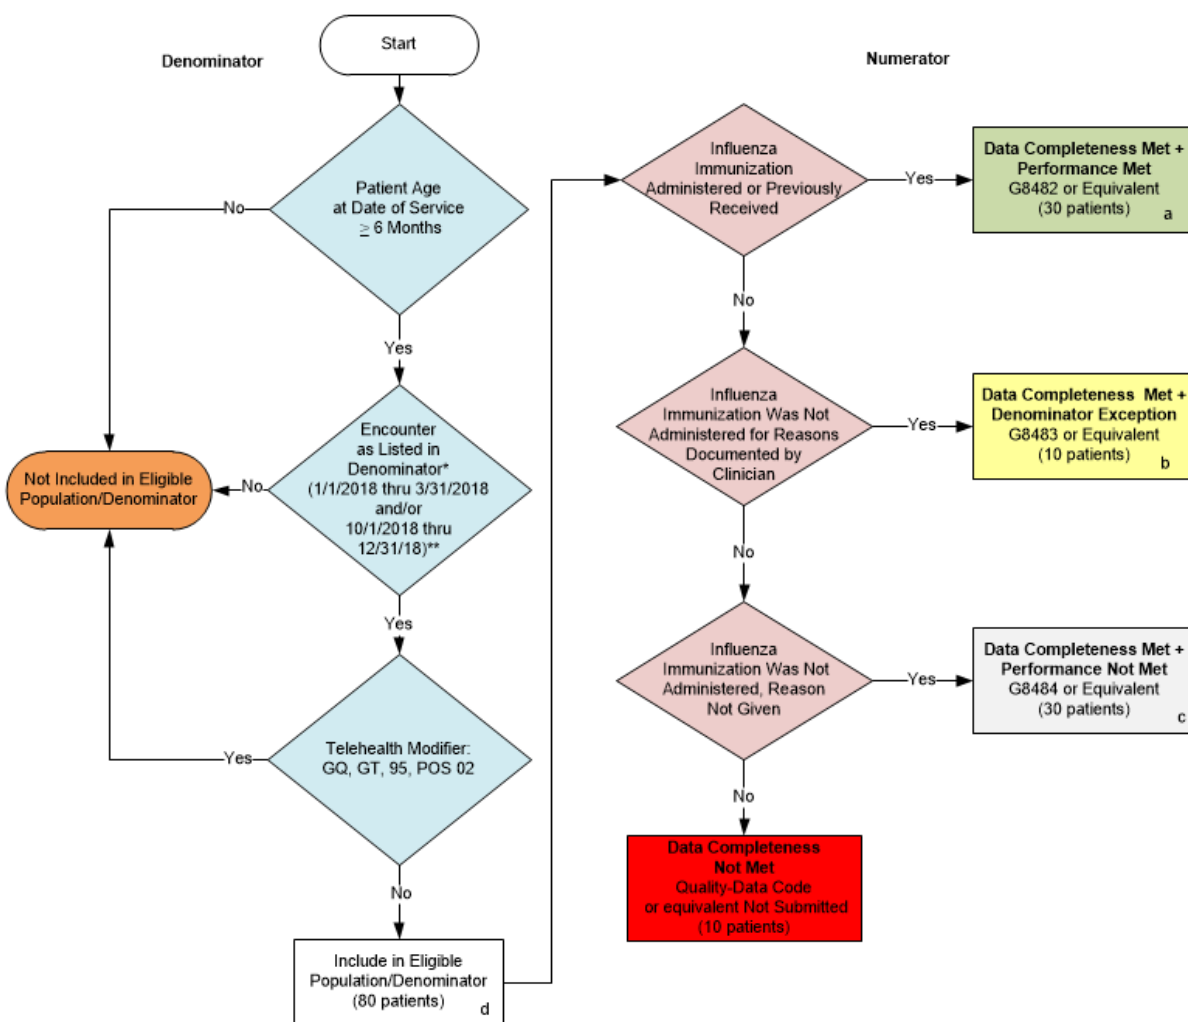 Start
Denominator
Patient Age
at Date of Service
≥ 6 Months
No
Yes
Encounter
as Listed in
Denominator*
(1/1/2018 thru 3/31/2018
and/or
10/1/2018 thru
12/31/18)**
No
Not Included in Eligible
Population/Denominator
Yes
Telehealth Modifier:
GQ, GT, 95, POS 02
Yes
No
Include in Eligible
Population/Denominator
(80 patients)
d
Numerator
Influenza
Immunization
Administered or Previously
Received
Yes
Data Completeness Met +
Performance Met
G8482 or Equivalent
(30 patients)
a
No
Influenza
Immunization Was Not
Administered for Reasons
Documented by
Clinician
Yes
Data Completeness Met +
Denominator Exception
G8483 or Equivalent
(10 patients)
b
No
Influenza
Immunization Was Not
Administered, Reason
Not Given
Yes
Data Completeness Met +
Performance Not Met
G8484 or Equivalent
(30 patients)
c
No
Data Completeness
Not Met
Quality-Data Code
or equivalent Not Submitted
(10 patients)